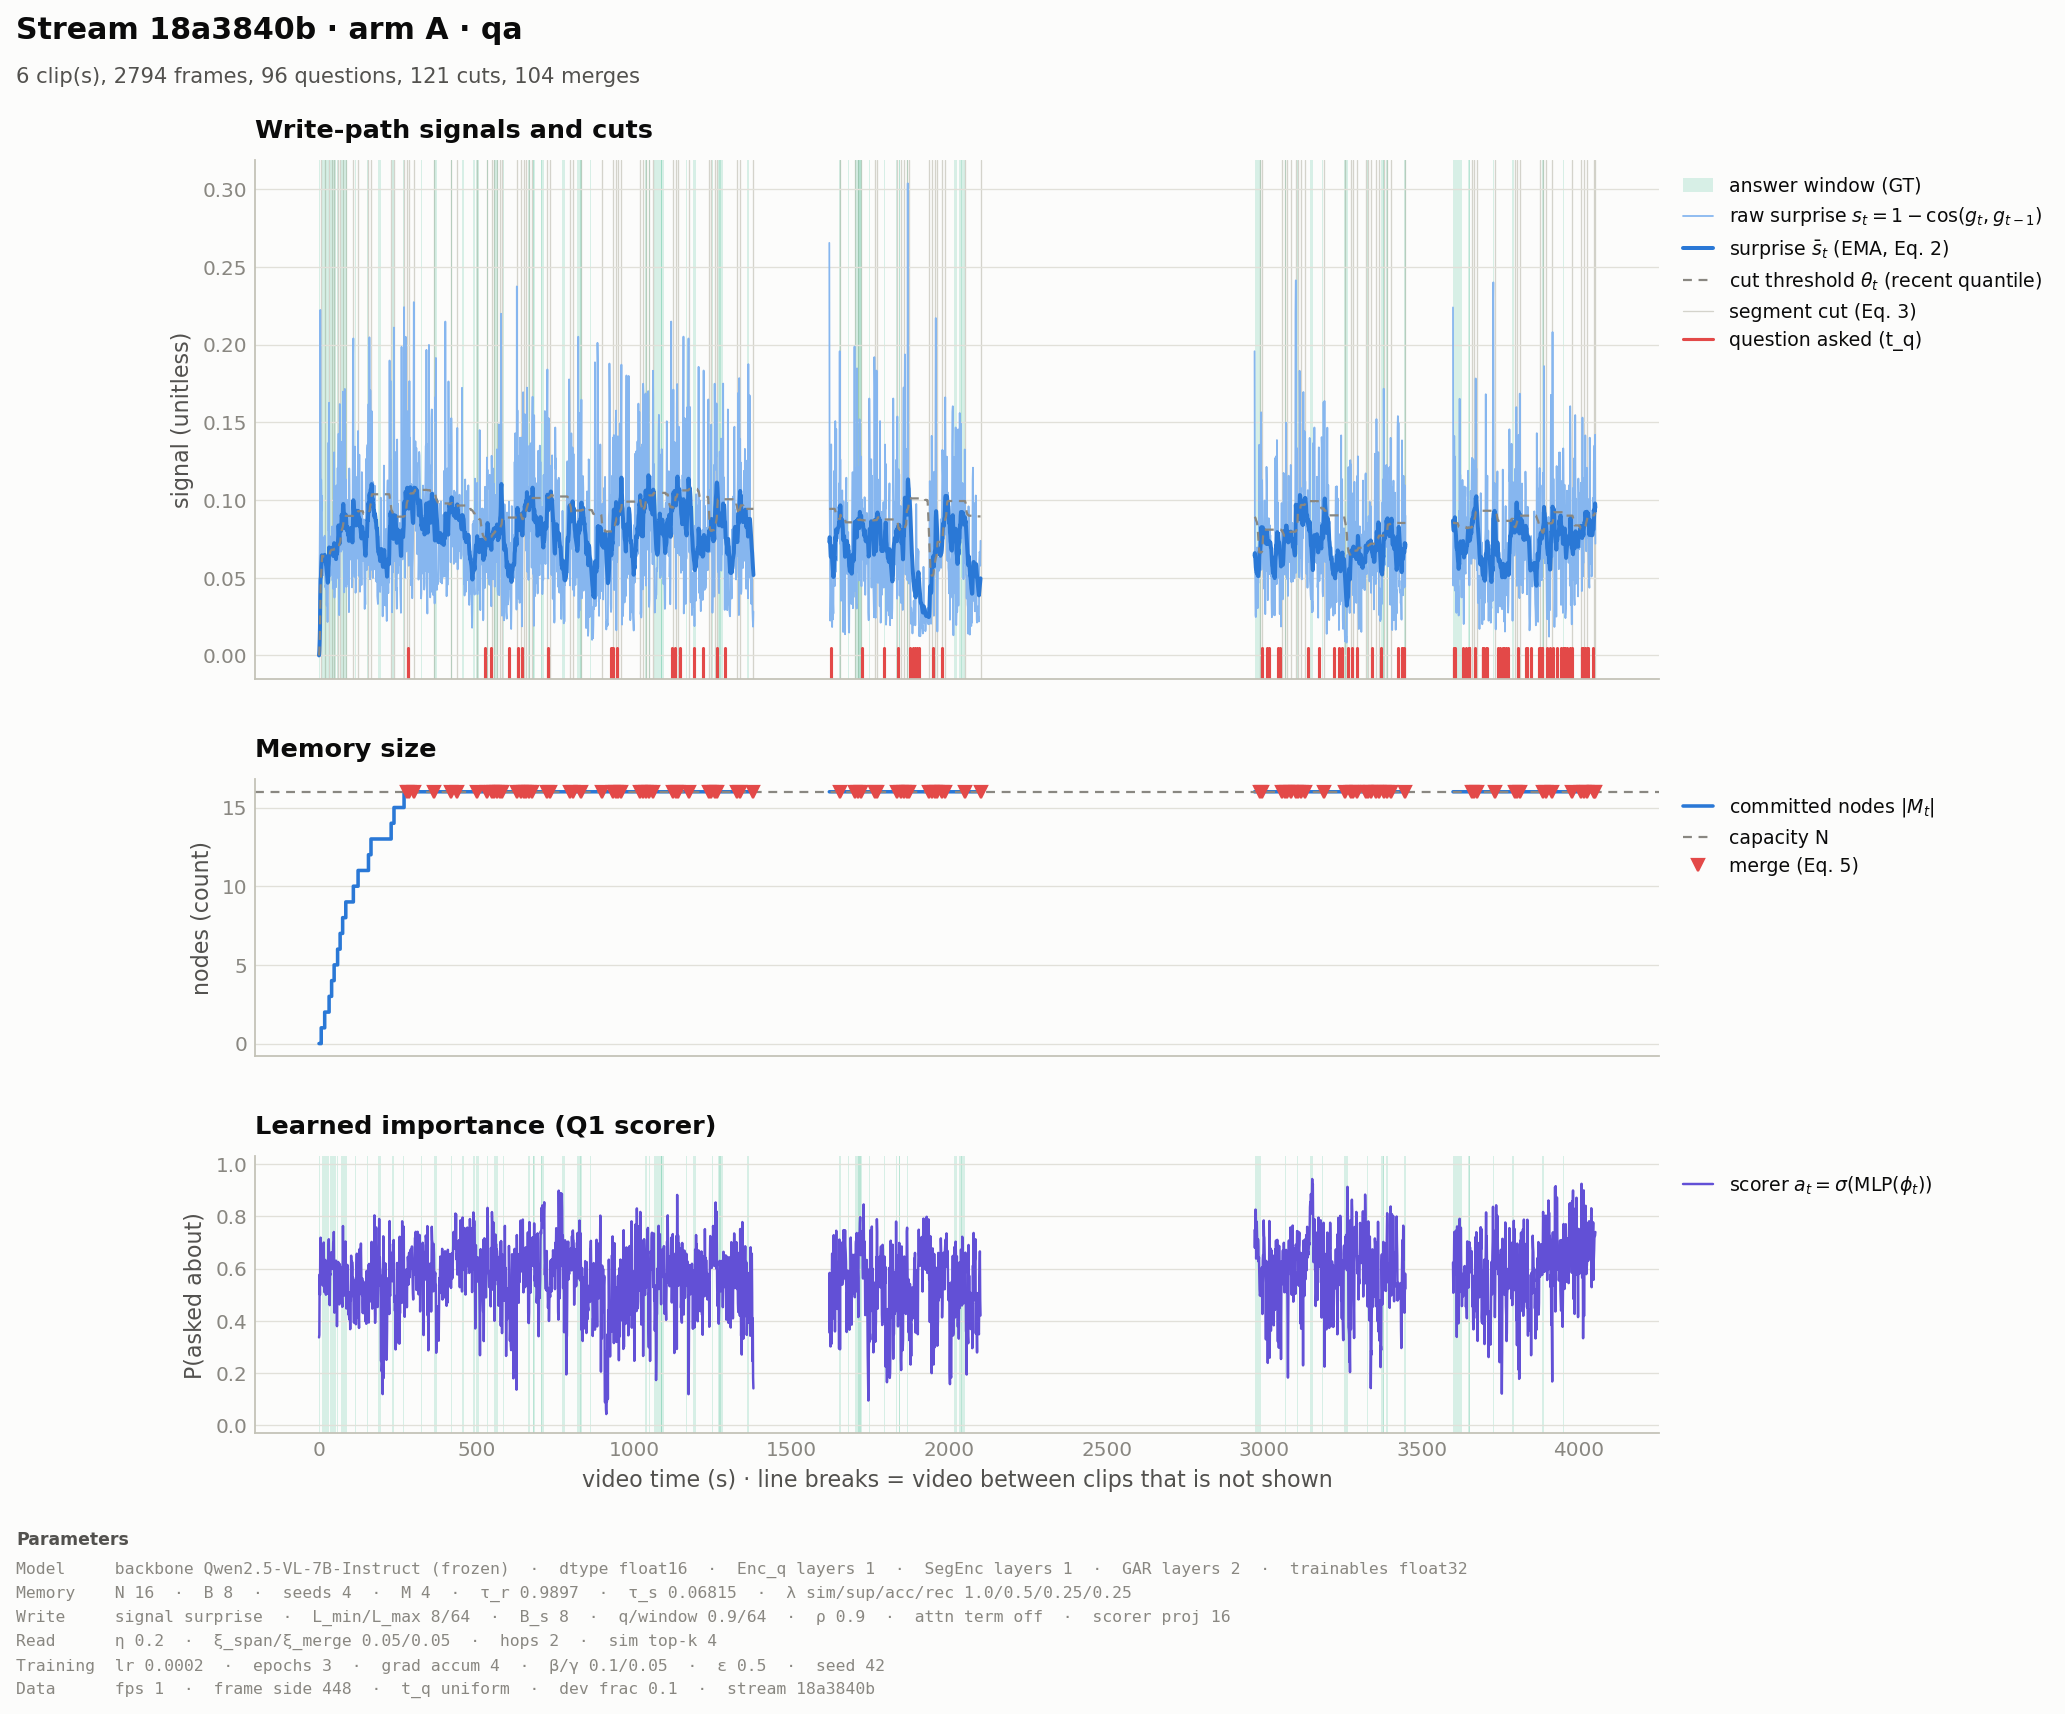 Stream 18a3840b · arm A · qa
6 clip(s), 2794 frames, 96 questions, 121 cuts, 104 merges
Write-path signals and cuts
signal (unitless)
0.30
0.25
0.20
0.15
0.10
0.05
0.00
answer window (GT)
raw surprise s_t = 1 − cos(g_t, g_{t−1})
surprise s̄_t (EMA, Eq. 2)
cut threshold θ_t (recent quantile)
segment cut (Eq. 3)
question asked (t_q)
Memory size
nodes (count)
15
10
5
0
committed nodes |M_t|
capacity N
merge (Eq. 5)
Learned importance (Q1 scorer)
P(asked about)
1.0
0.8
0.6
0.4
0.2
0.0
scorer a_t = σ(MLP(ϕ_t))
0 500 1000 1500 2000 2500 3000 3500 4000
video time (s) · line breaks = video between clips that is not shown
Parameters
Model backbone Qwen2.5-VL-7B-Instruct (frozen) · dtype float16 · Enc_q layers 1 · SegEnc layers 1 · GAR layers 2 · trainables float32
Memory N 16 · B 8 · seeds 4 · M 4 · τ_r 0.9897 · τ_s 0.06815 · λ sim/sup/acc/rec 1.0/0.5/0.25/0.25
Write signal surprise · L_min/L_max 8/64 · B_s 8 · q/window 0.9/64 · ρ 0.9 · attn term off · scorer proj 16
Read η 0.2 · ξ_span/ξ_merge 0.05/0.05 · hops 2 · sim top-k 4
Training lr 0.0002 · epochs 3 · grad accum 4 · β/γ 0.1/0.05 · ε 0.5 · seed 42
Data fps 1 · frame side 448 · t_q uniform · dev frac 0.1 · stream 18a3840b